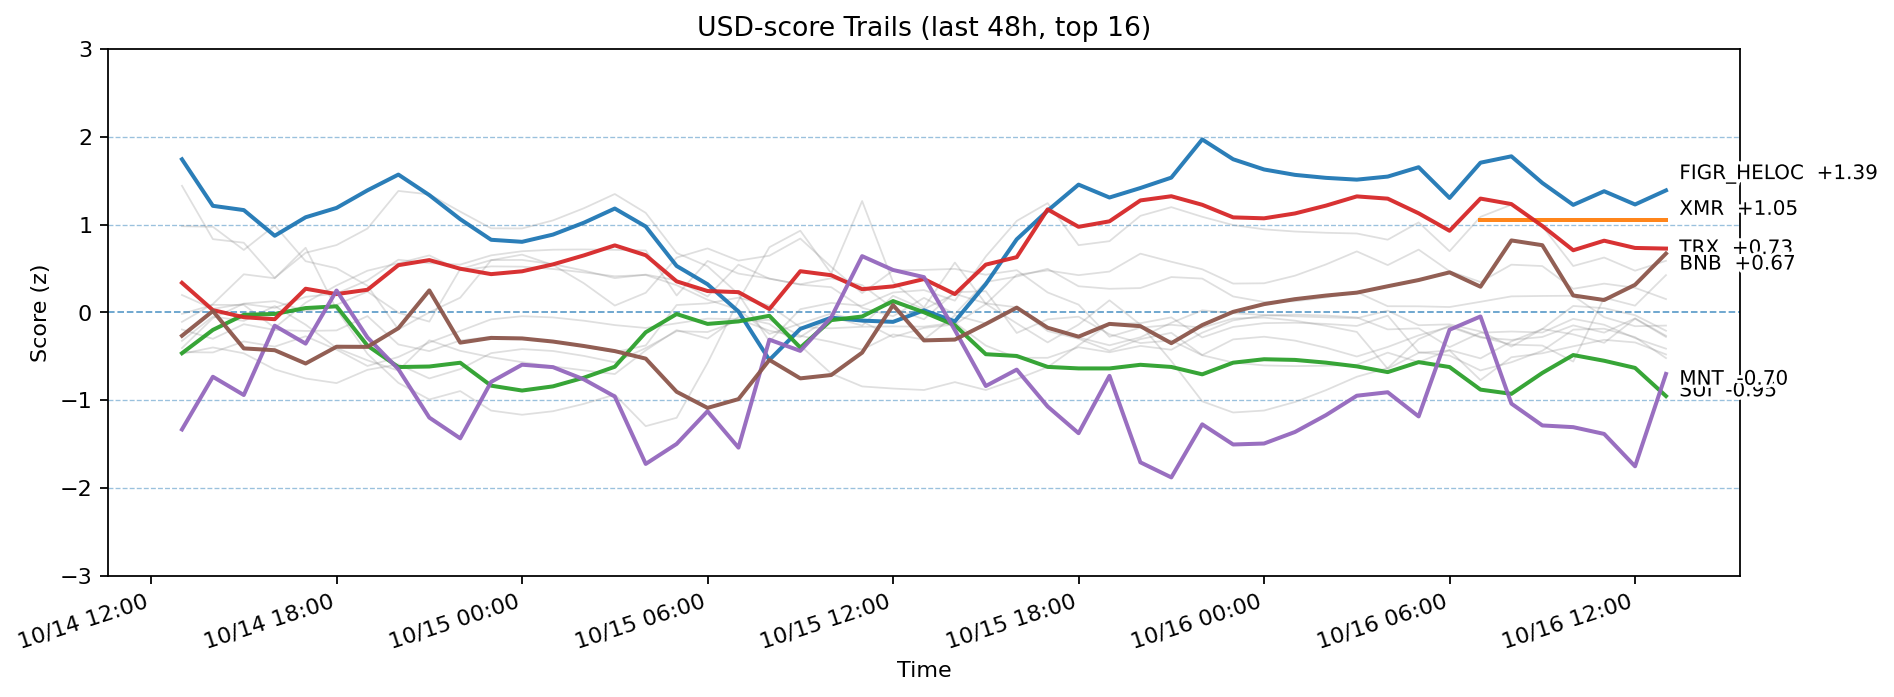 USD-score Trails (last 48h, top 16)
3
2
1
0
−1
−2
−3
Score (z)
FIGR_HELOC +1.39
XMR +1.05
TRX +0.73
BNB +0.67
MNT -0.70
SUI -0.95
10/14 12:00
10/14 18:00
10/15 00:00
10/15 06:00
10/15 12:00
10/15 18:00
10/16 00:00
10/16 06:00
10/16 12:00
Time